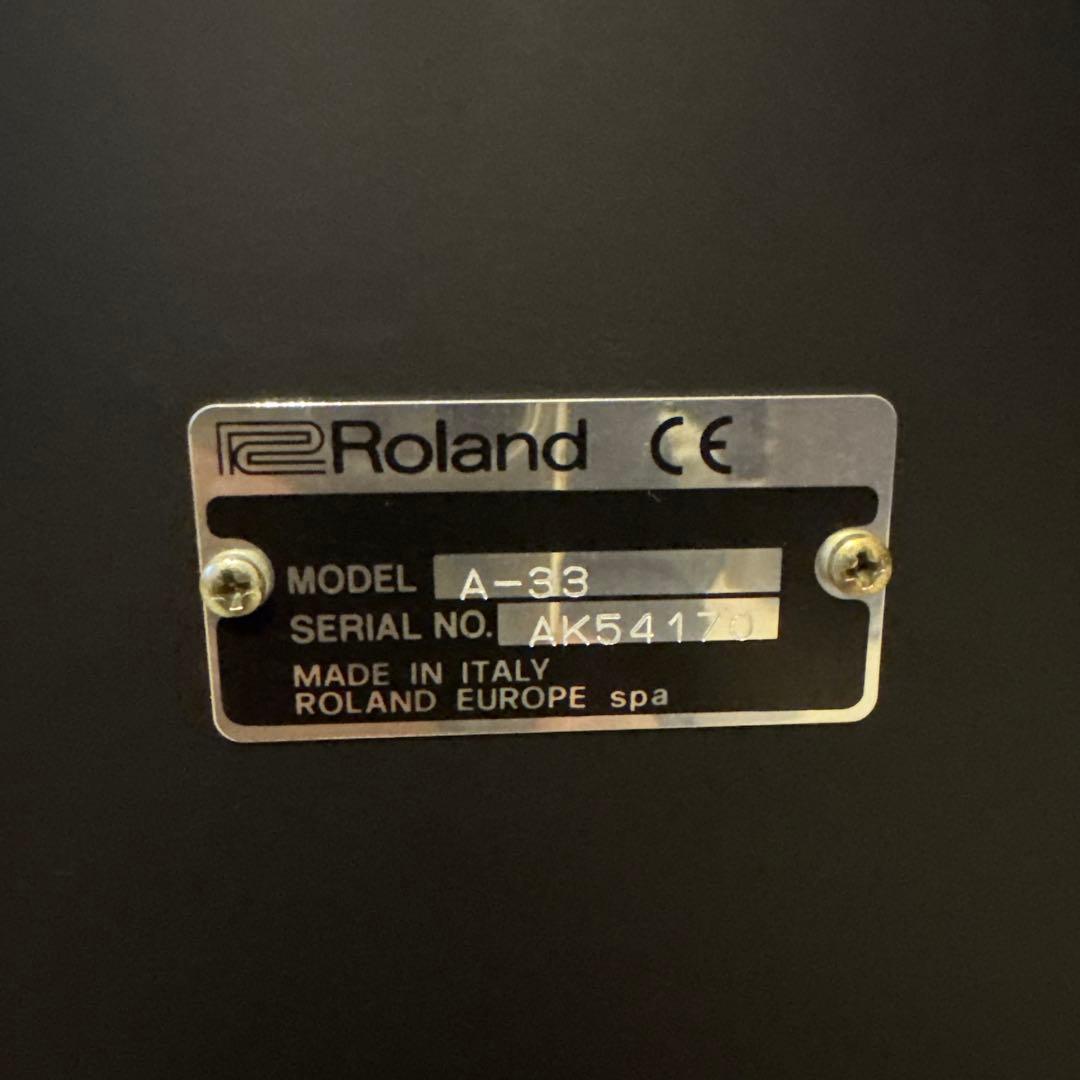 Roland CE
MODEL A-33
SERIAL NO. AK54170
MADE IN ITALY
ROLAND EUROPE spa